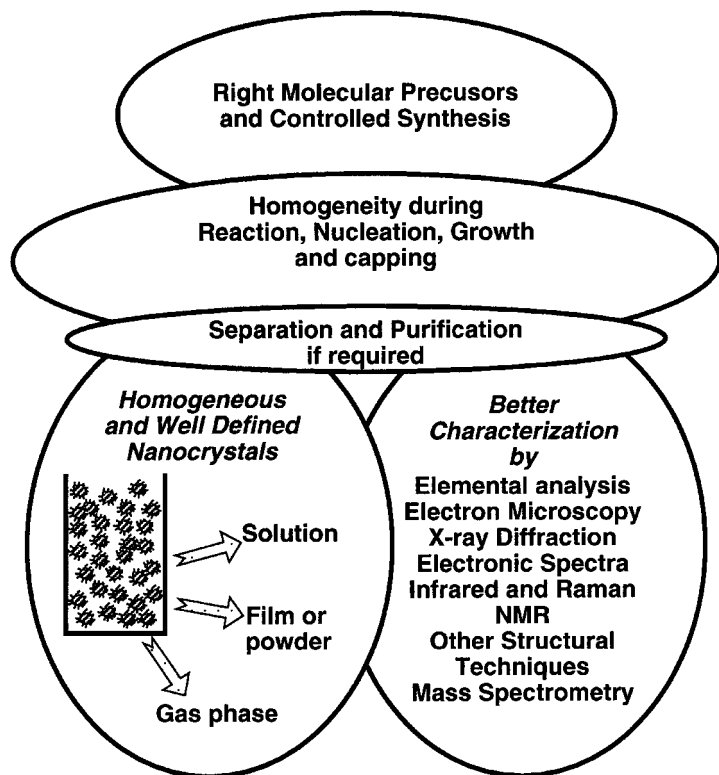 Right Molecular Precusors
and Controlled Synthesis
Homogeneity during
Reaction, Nucleation, Growth
and capping
Separation and Purification
if required
Homogeneous
and Well Defined
Nanocrystals
Solution
Film or
powder
Gas phase
Better
Characterization
by
Elemental analysis
Electron Microscopy
X-ray Diffraction
Electronic Spectra
Infrared and Raman
NMR
Other Structural
Techniques
Mass Spectrometry